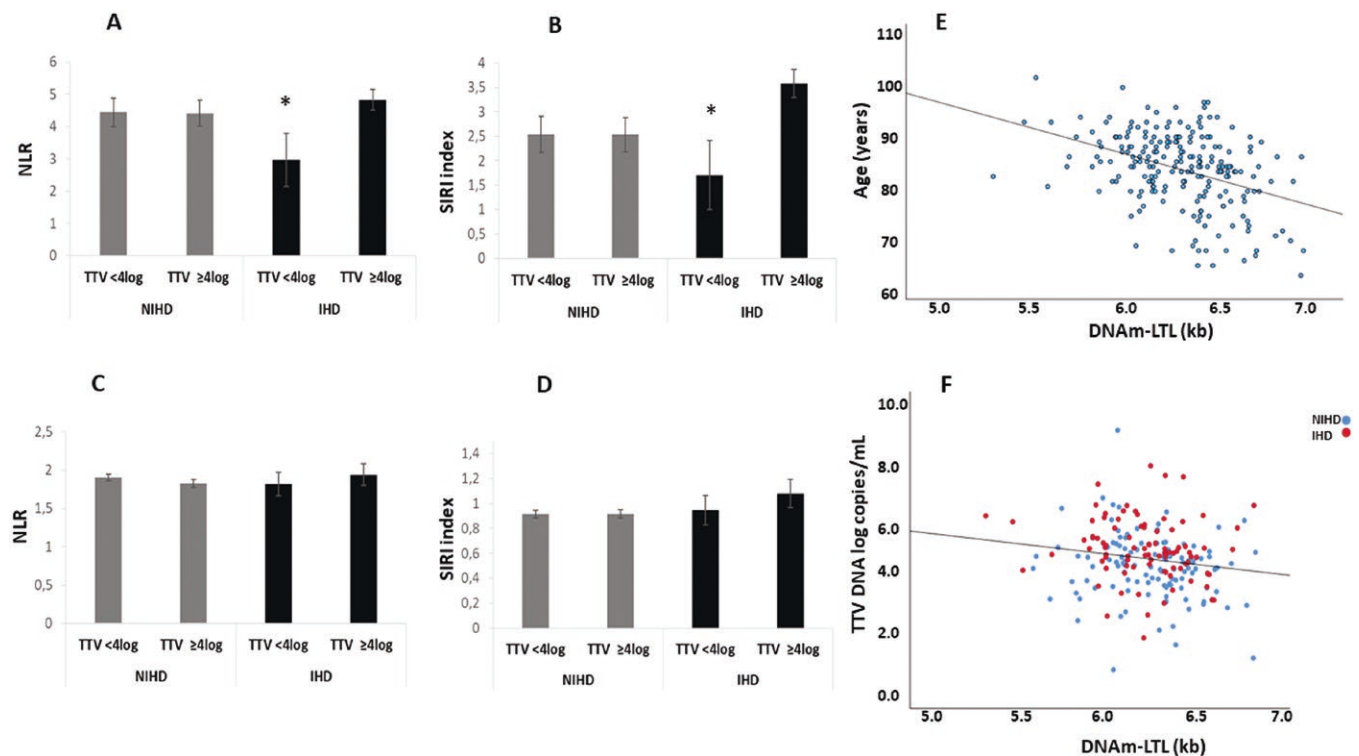 A
NLR
6
5
4
3
2
1
0
*
TTV <4log TTV ≥4log TTV <4log TTV ≥4log
NIHD IHD
B
SIRI index
4
3,5
3
2,5
2
1,5
1
0,5
0
*
TTV <4log TTV ≥4log TTV <4log TTV ≥4log
NIHD IHD
E
Age (years)
110
100
90
80
70
60
5.0 5.5 6.0 6.5 7.0
DNAm-LTL (kb)
C
NLR
2,5
2
1,5
1
0,5
0
TTV <4log TTV ≥4log TTV <4log TTV ≥4log
NIHD IHD
D
SIRI index
1,4
1,2
1
0,8
0,6
0,4
0,2
0
TTV <4log TTV ≥4log TTV <4log TTV ≥4log
NIHD IHD
F
TTV DNA log copies/mL
10.0
8.0
6.0
4.0
2.0
0.0
NIHD
IHD
5.0 5.5 6.0 6.5 7.0
DNAm-LTL (kb)